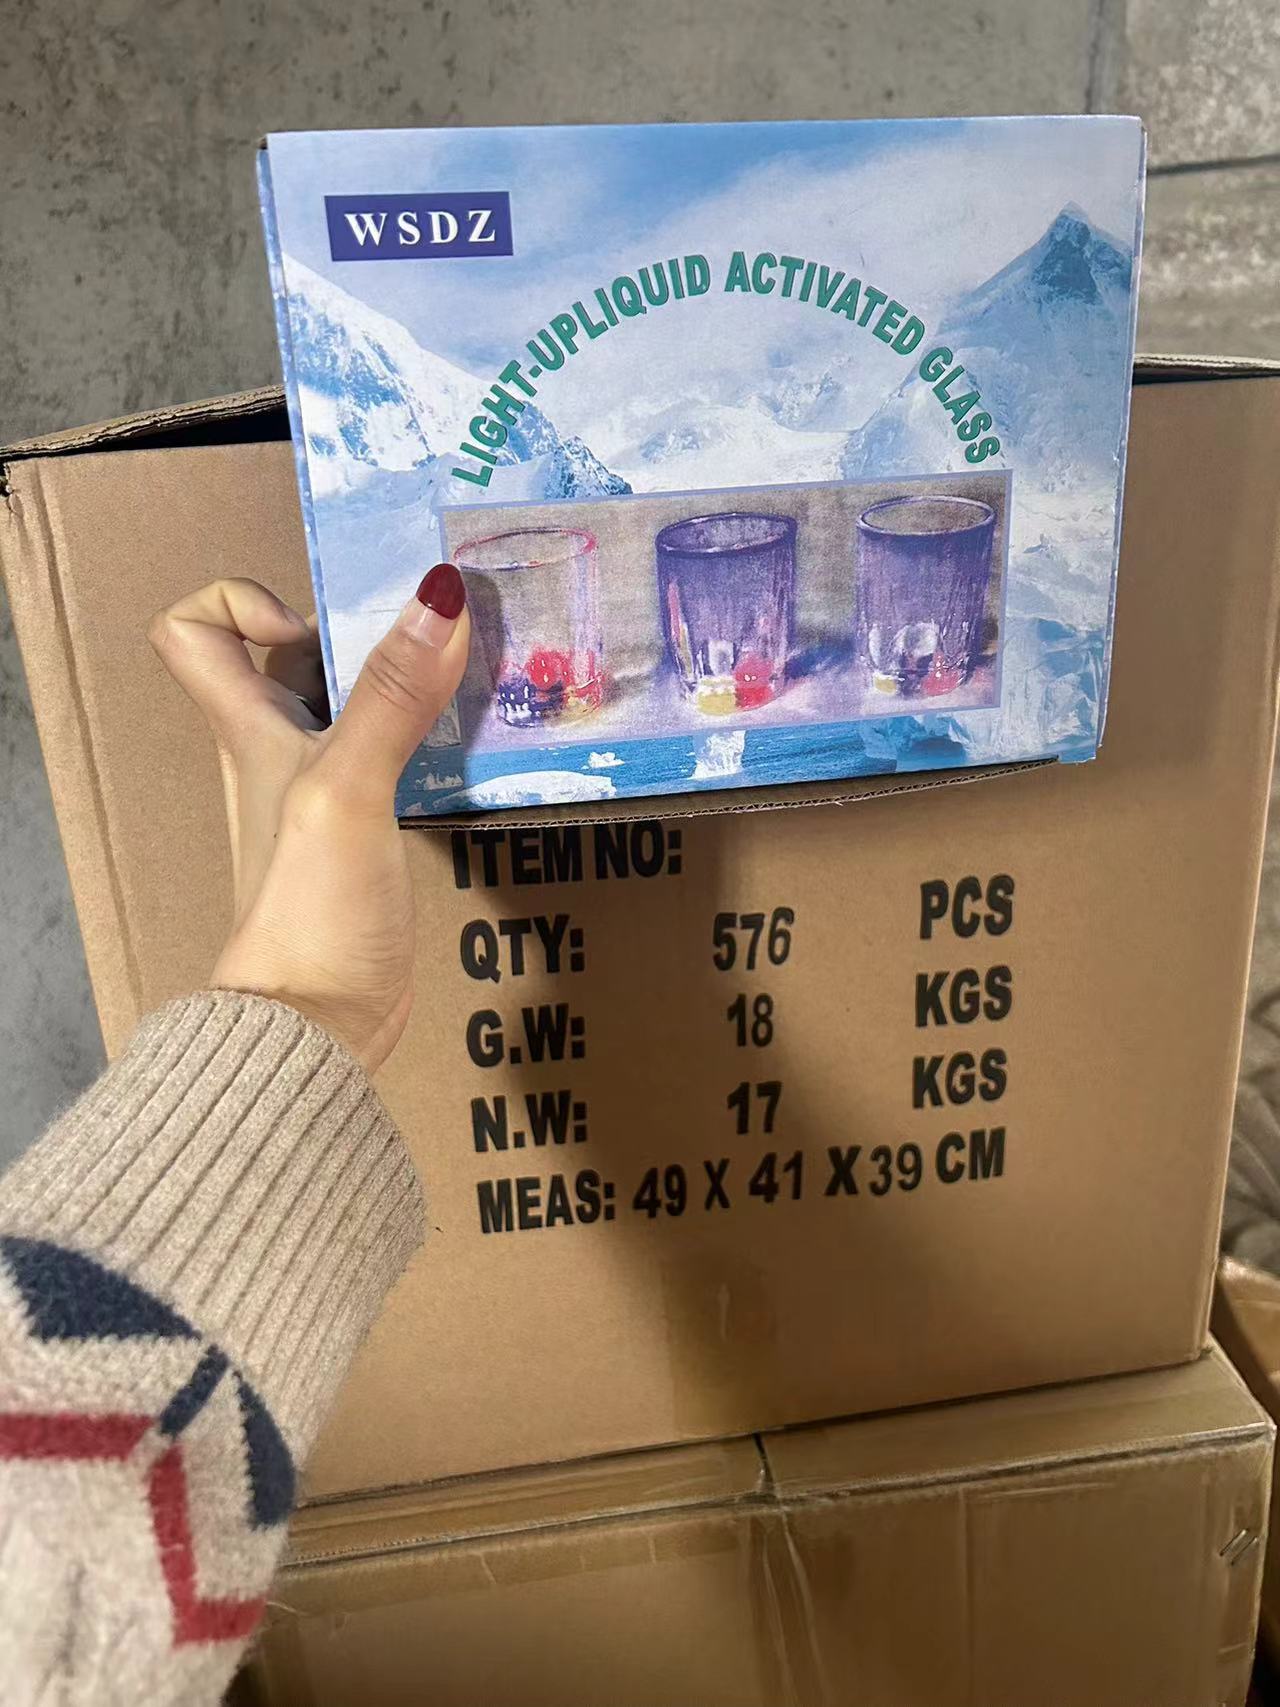 WSDZ
LIGHT-UPLIQUID ACTIVATED GLASS
ITEM NO:
QTY: 576 PCS
G.W: 18 KGS
N.W: 17 KGS
MEAS: 49 X 41 X 39 CM